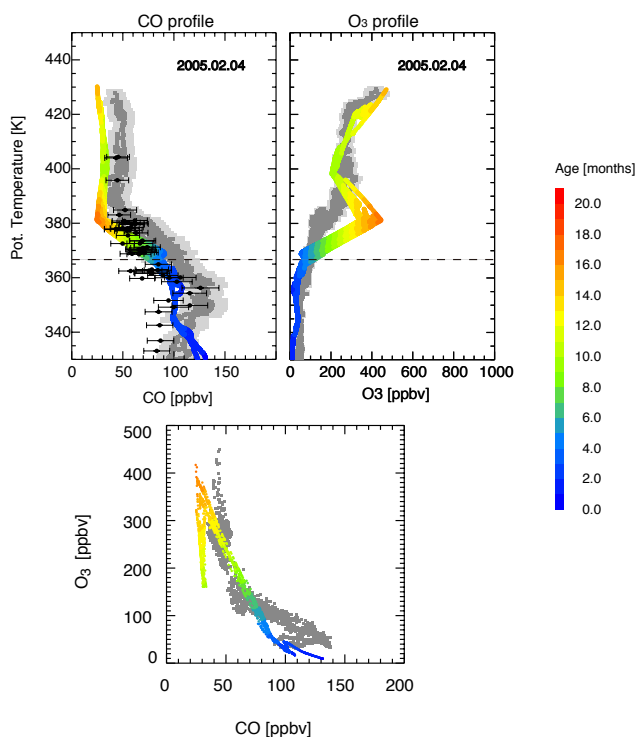 CO profile
O3 profile
2005.02.04
2005.02.04
Pot. Temperature [K]
440
420
400
380
360
340
0 50 100 150 200
CO [ppbv]
0 200 400 600 800 1000
O3 [ppbv]
Age [months]
20.0
18.0
16.0
14.0
12.0
10.0
8.0
6.0
4.0
2.0
0.0
O3 [ppbv]
500
400
300
200
100
0
0 50 100 150 200
CO [ppbv]